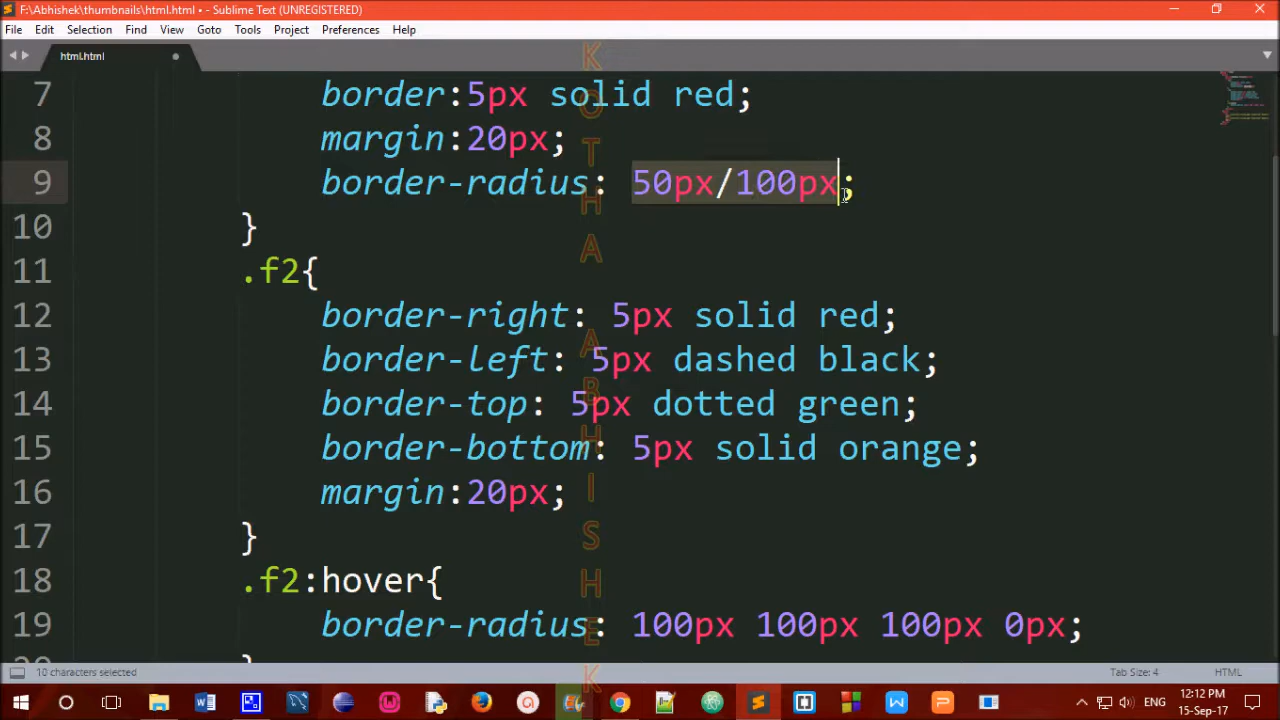 F:\Abhishek\thumbnails\html.html • - Sublime Text (UNREGISTERED)
File Edit Selection Find View Goto Tools Project Preferences Help
html.html
7 border:5px solid red;
8 margin:20px;
9 border-radius: 50px/100px;
10 }
11 .f2{
12 border-right: 5px solid red;
13 border-left: 5px dashed black;
14 border-top: 5px dotted green;
15 border-bottom: 5px solid orange;
16 margin:20px;
17 }
18 .f2:hover{
19 border-radius: 100px 100px 100px 0px;
KOTHA ABHISHEK
10 characters selected
Tab Size: 4
HTML
ENG
12:12 PM
15-Sep-17